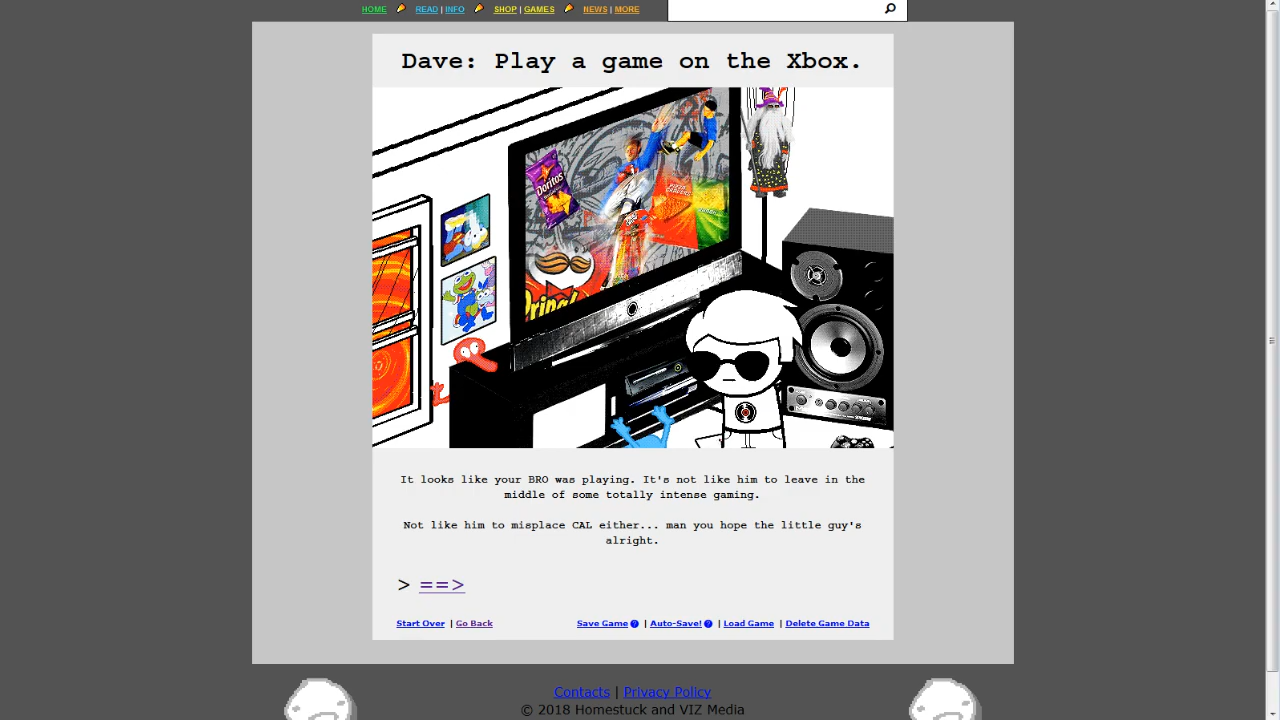 HOME READ | INFO SHOP | GAMES NEWS | MORE
Dave: Play a game on the Xbox.
Doritos
Pringl
It looks like your BRO was playing. It's not like him to leave in the
middle of some totally intense gaming.
Not like him to misplace CAL either... man you hope the little guy's
alright.
> ==>
Start Over | Go Back Save Game ? | Auto-Save! ? | Load Game | Delete Game Data
Contacts | Privacy Policy
© 2018 Homestuck and VIZ Media